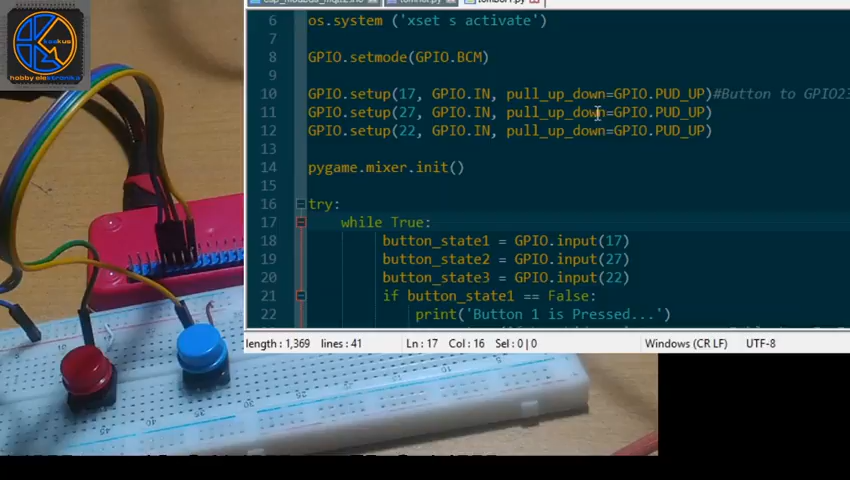 keskus
hobby elektronika
6 os.system ('xset s activate')
7
8 GPIO.setmode(GPIO.BCM)
9
10 GPIO.setup(17, GPIO.IN, pull_up_down=GPIO.PUD_UP)#Button to GPIO23
11 GPIO.setup(27, GPIO.IN, pull_up_down=GPIO.PUD_UP)
12 GPIO.setup(22, GPIO.IN, pull_up_down=GPIO.PUD_UP)
13
14 pygame.mixer.init()
15
16 try:
17 while True:
18 button_state1 = GPIO.input(17)
19 button_state2 = GPIO.input(27)
20 button_state3 = GPIO.input(22)
21 if button_state1 == False:
22 print('Button 1 is Pressed...')
length : 1,369 lines: 41 Ln : 17 Col : 16 Sel : 0 | 0 Windows (CR LF) UTF-8